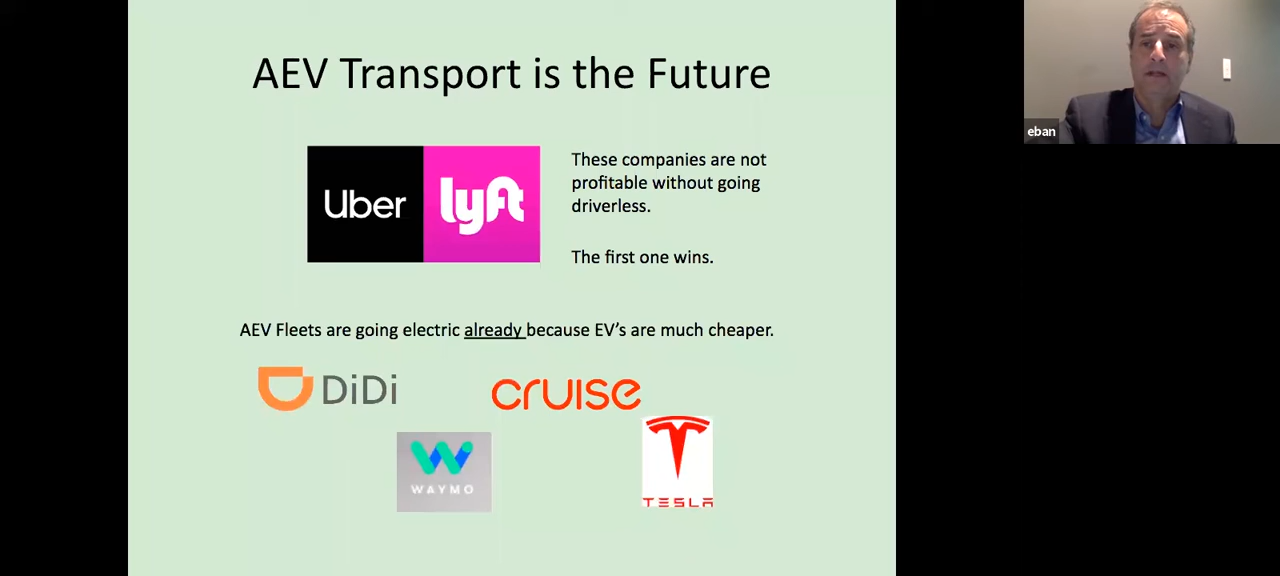 AEV Transport is the Future
eban
Uber
lyft
These companies are not
profitable without going
driverless.
The first one wins.
AEV Fleets are going electric already because EV’s are much cheaper.
DiDi
cruise
WAYMO
TESLA